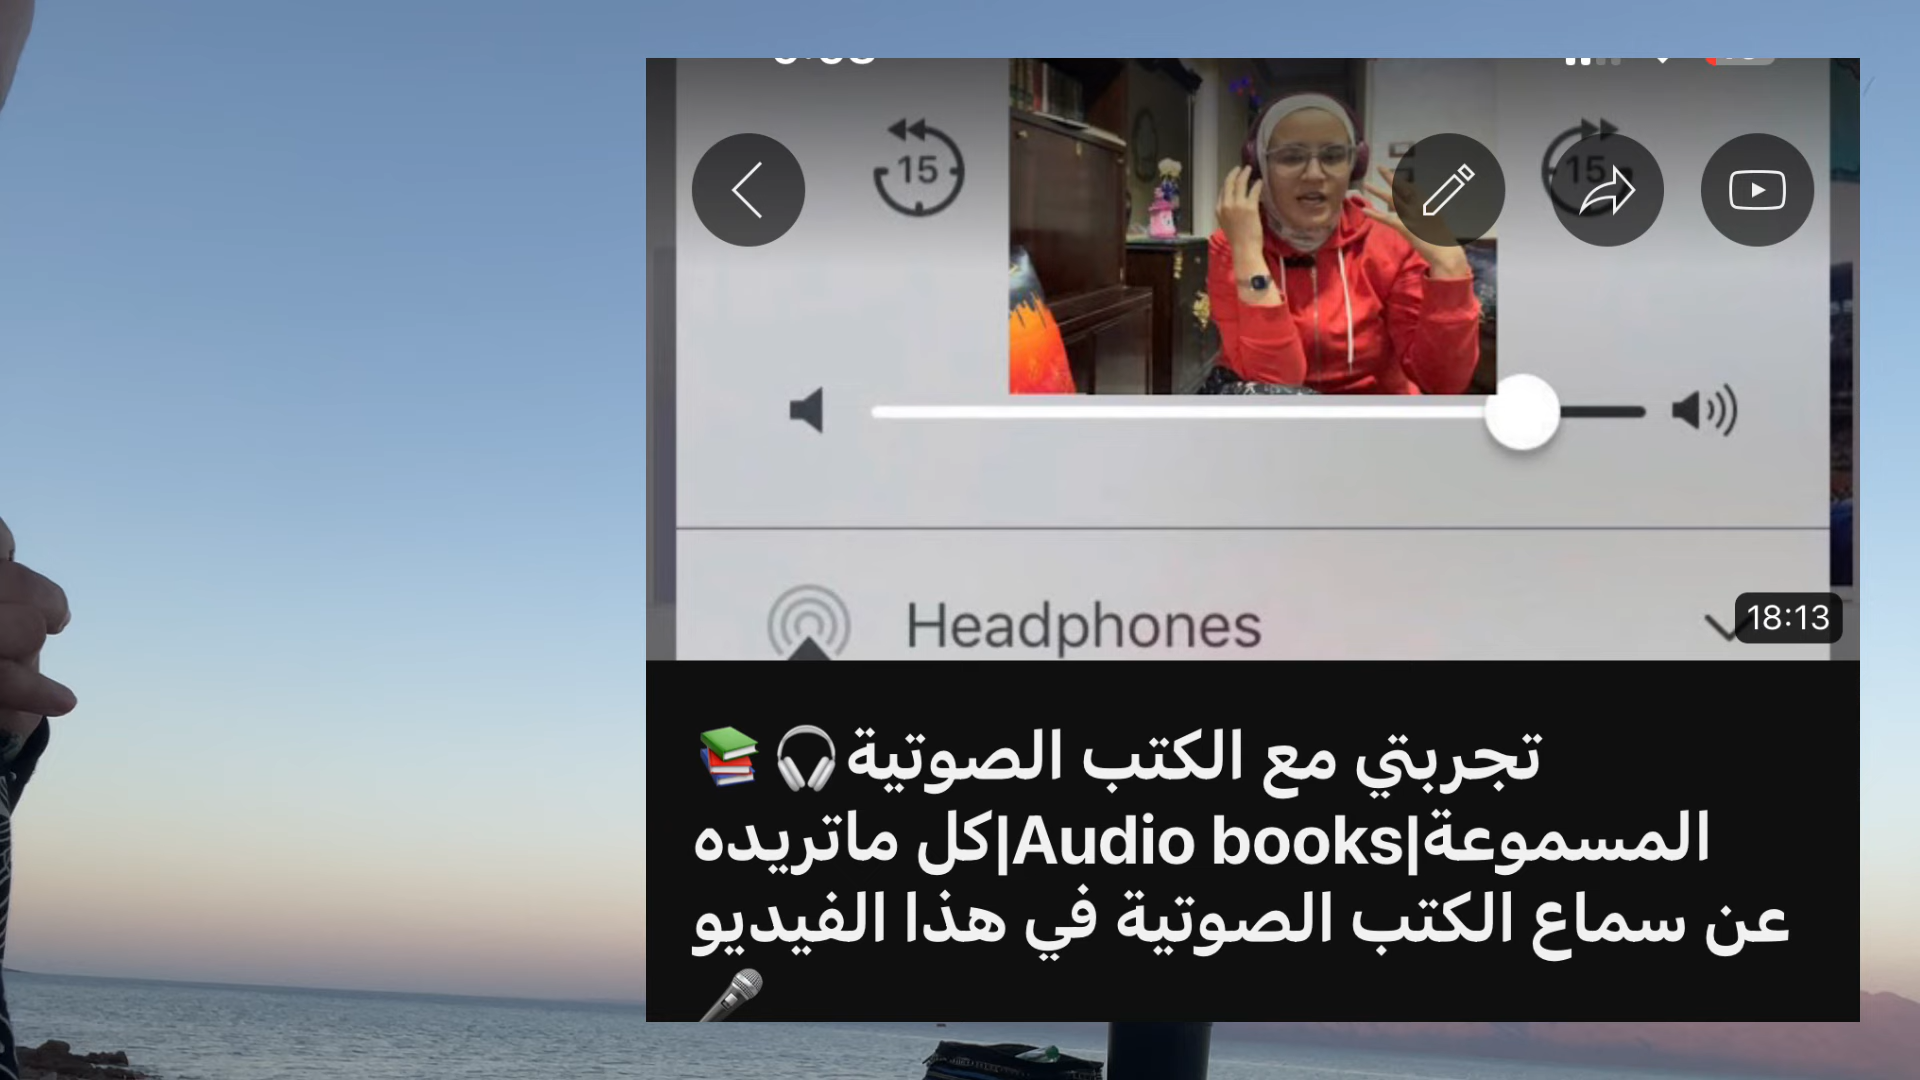 15
15
Headphones
18:13
تجربتي مع الكتب الصوتية🎧📚
المسموعة|Audio books|كل ماتريده
عن سماع الكتب الصوتية في هذا الفيديو
🎤